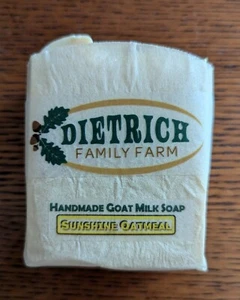 DIETRICH
FAMILY FARM
HANDMADE GOAT MILK SOAP
SUNSHINE OATMEAL